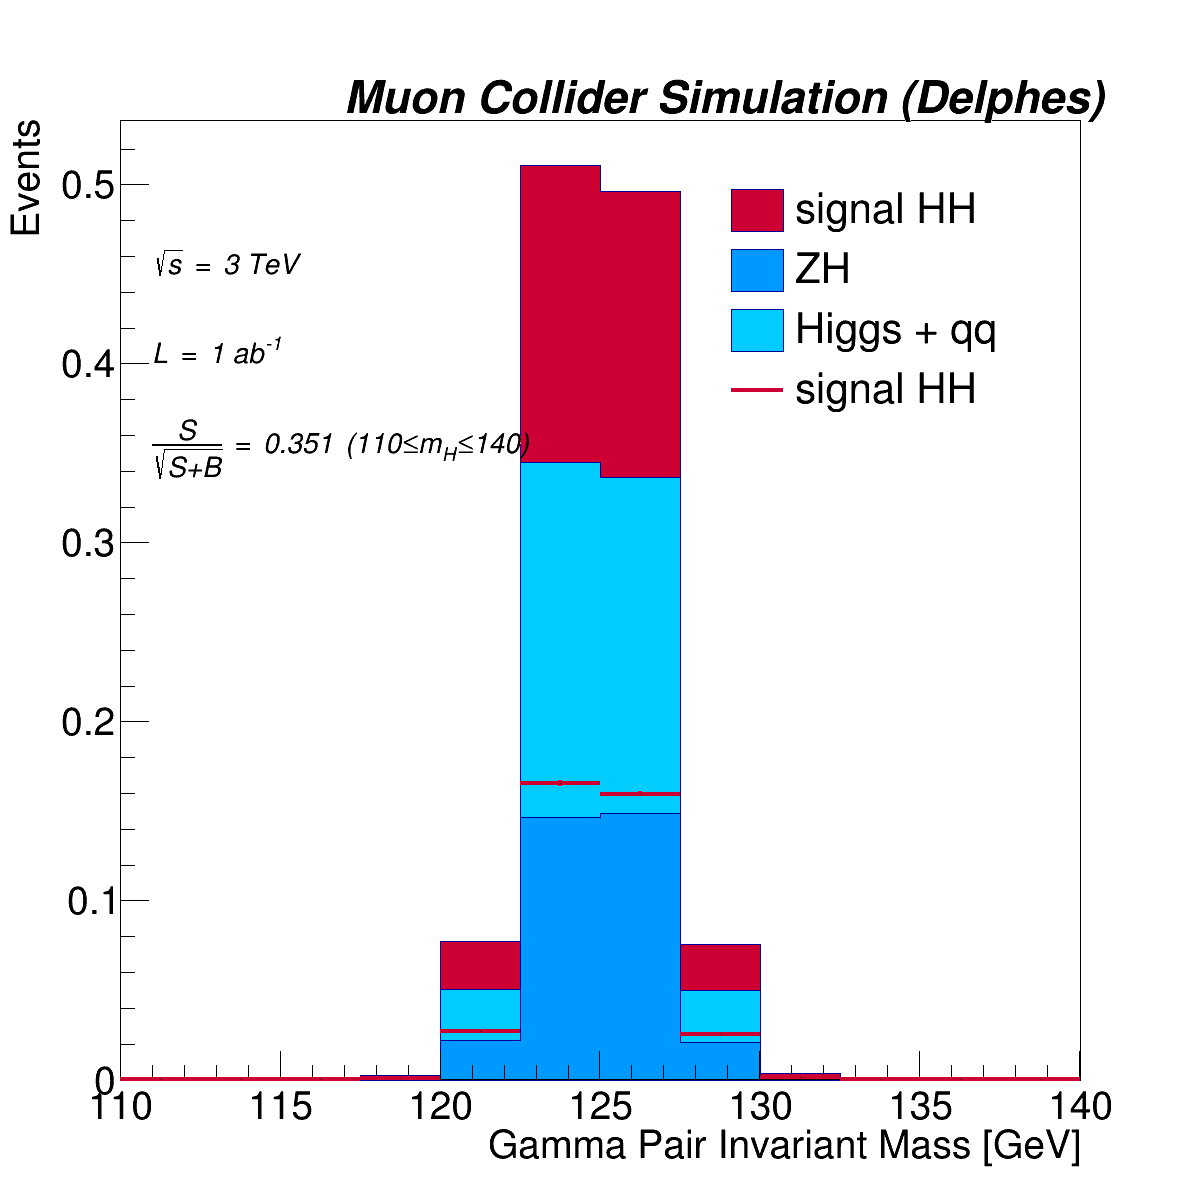 Muon Collider Simulation (Delphes)
Events
0.5
0.4
0.3
0.2
0.1
0
√s = 3 TeV
L = 1 ab⁻¹
S/√S+B = 0.351 (110≤m_H≤140)
signal HH
ZH
Higgs + qq
signal HH
110 115 120 125 130 135 140
Gamma Pair Invariant Mass [GeV]